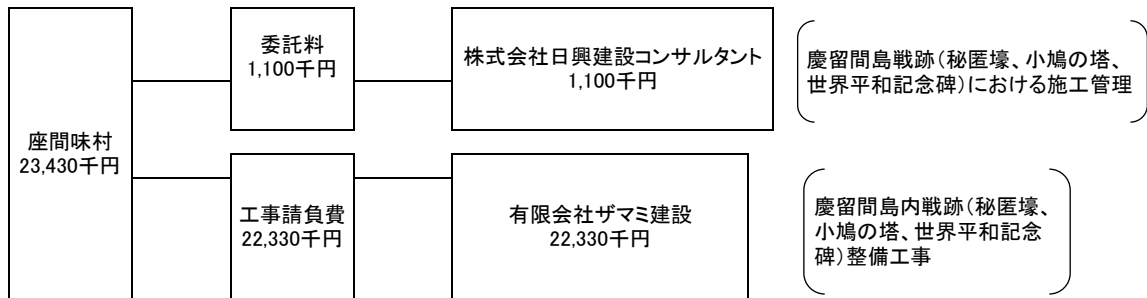 座間味村
23,430千円
委託料
1,100千円
株式会社日興建設コンサルタント
1,100千円
慶留間島戦跡(秘匿壕、小鳩の塔、
世界平和記念碑)における施工管理
工事請負費
22,330千円
有限会社ザマミ建設
22,330千円
慶留間島内戦跡(秘匿壕、
小鳩の塔、世界平和記念
碑)整備工事